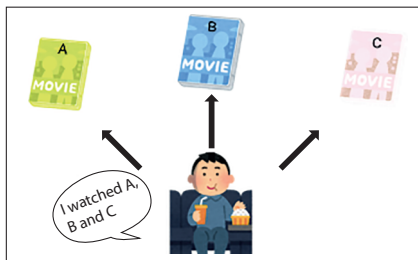 A
B
C
MOVIE
MOVIE
MOVIE
I watched A,
B and C